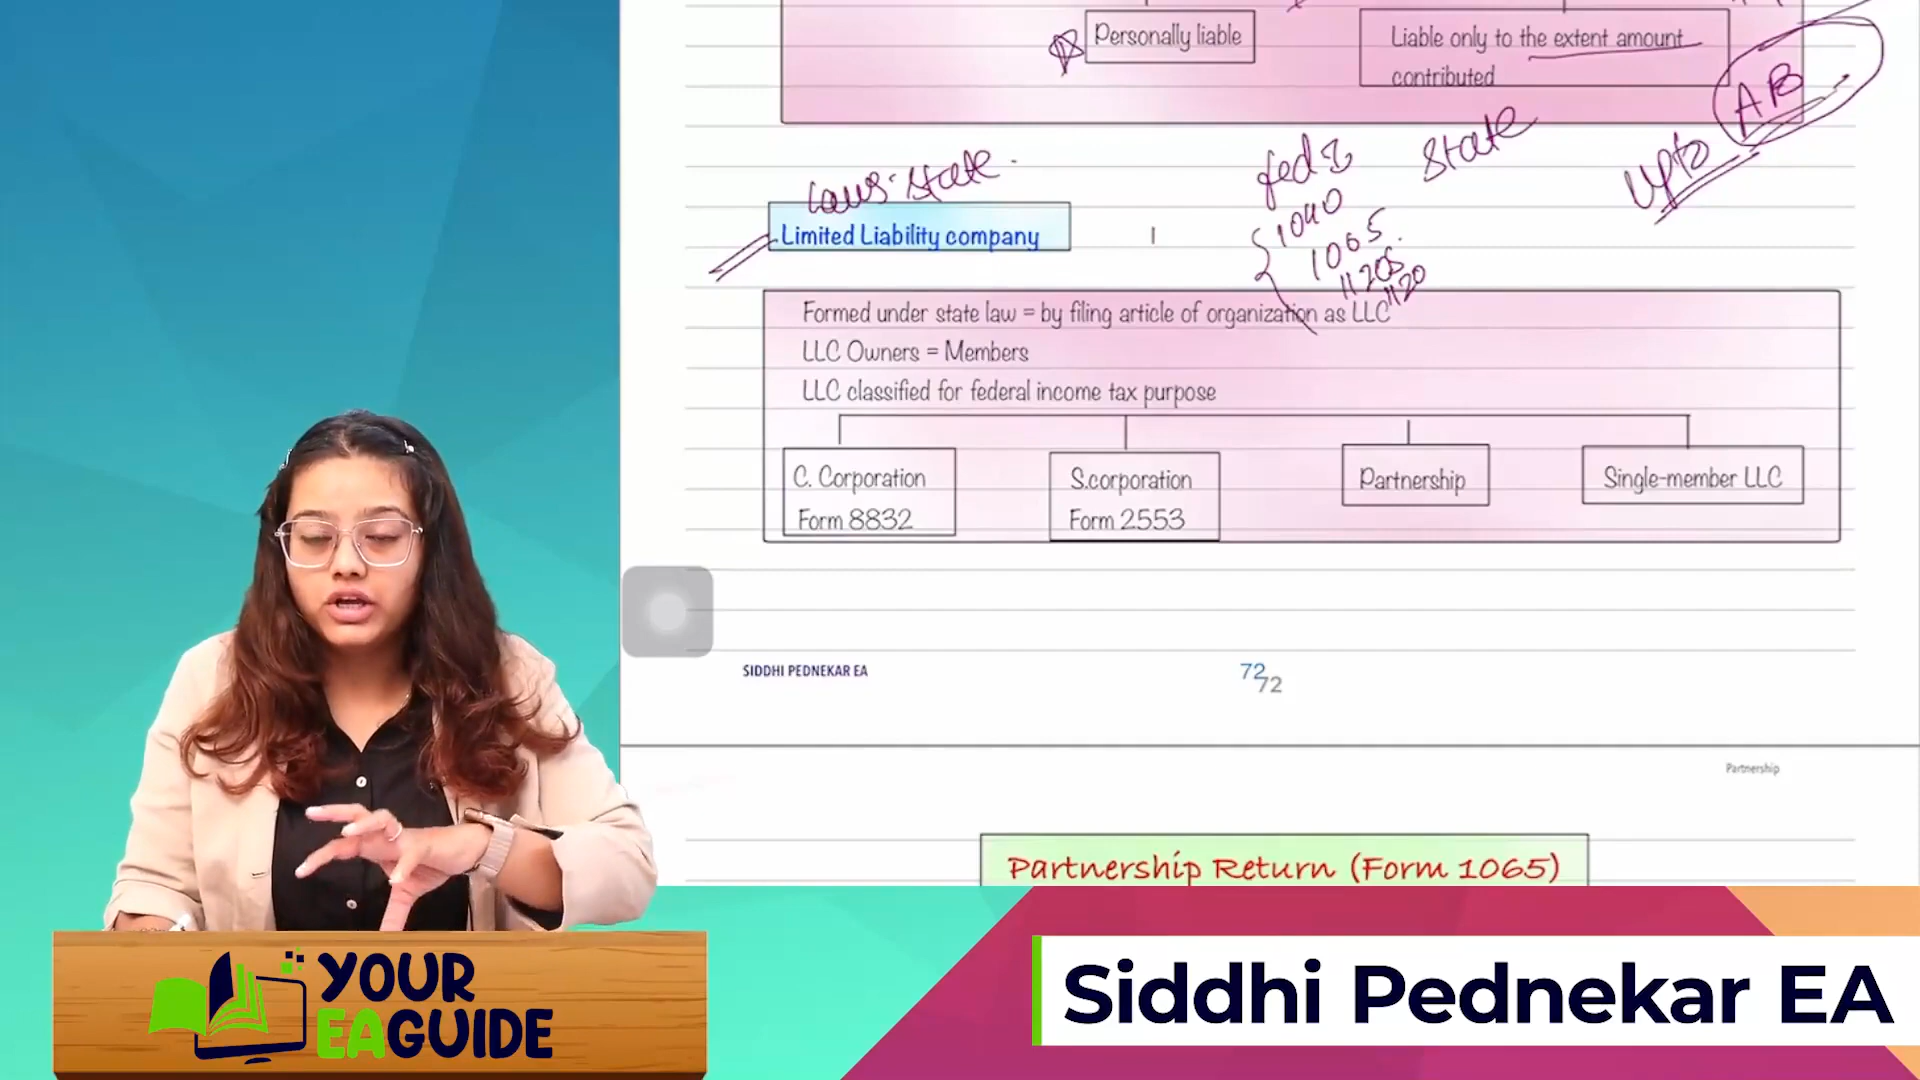 Personally liable
Liable only to the extent amount
contributed
AB
upto
Laws. State.
fed I
State
1040
1065.
1120S
1120
Limited Liability company
Formed under state law = by filing article of organization as LLC
LLC Owners = Members
LLC classified for federal income tax purpose
C. Corporation
Form 8832
S.corporation
Form 2553
Partnership
Single-member LLC
SIDDHI PEDNEKAR EA
72
72
Partnership
Partnership Return (Form 1065)
YOUR
EAGUIDE
Siddhi Pednekar EA